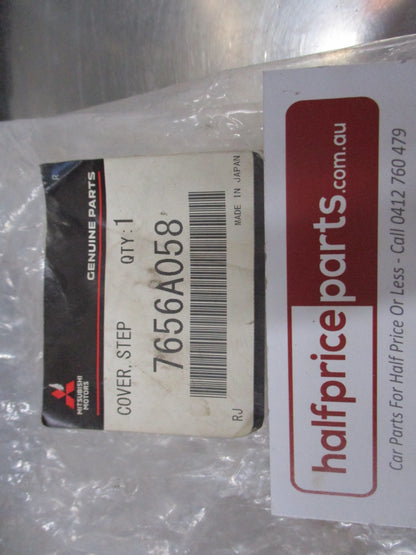 MITSUBISHI
MOTORS
GENUINE PARTS
R
COVER, STEP
QTY: 1
7656A058
RJ
MADE IN JAPAN
halfpriceparts.com.au
Car Parts For Half Price Or Less - Call 0412 760 479